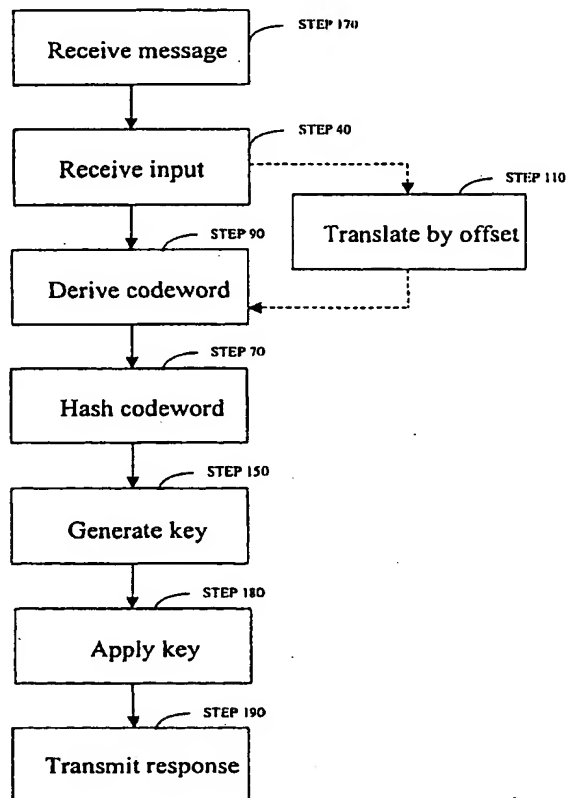 STEP 170
Receive message
STEP 40
Receive input
STEP 110
Translate by offset
STEP 90
Derive codeword
STEP 70
Hash codeword
STEP 150
Generate key
STEP 180
Apply key
STEP 190
Transmit response